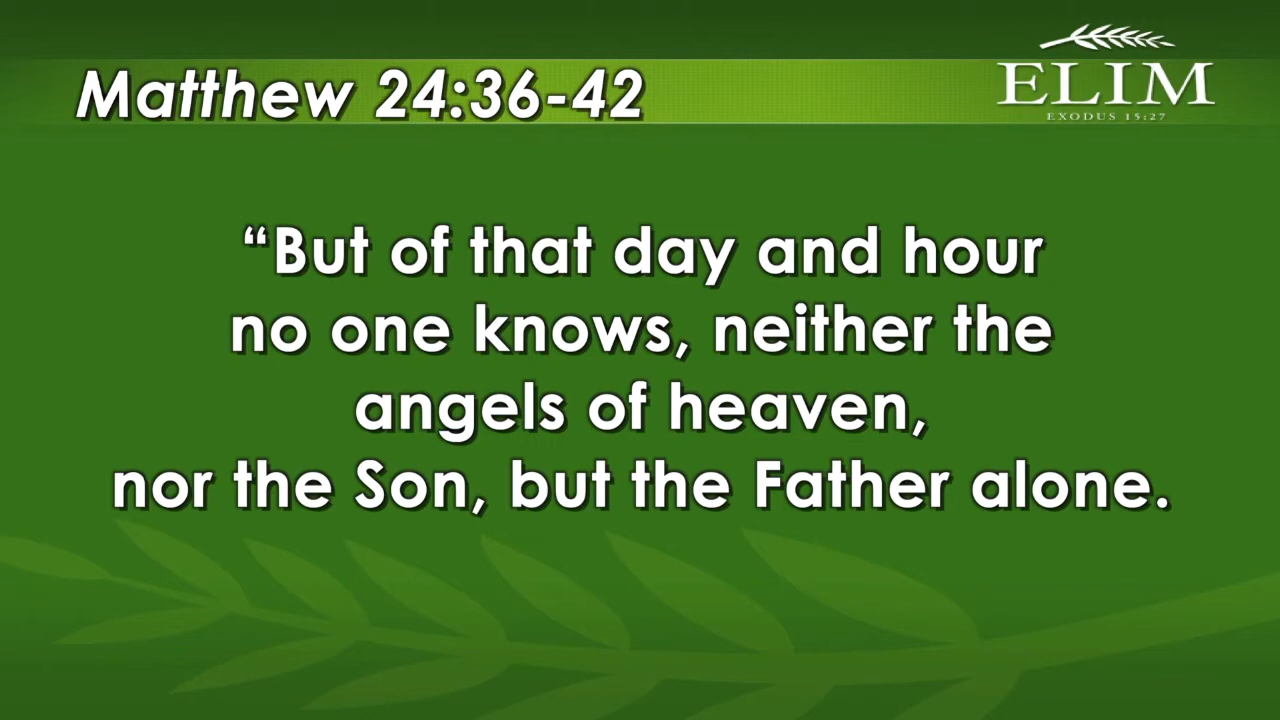 Matthew 24:36-42
ELIM
EXODUS 15:27
“But of that day and hour
no one knows, neither the
angels of heaven,
nor the Son, but the Father alone.